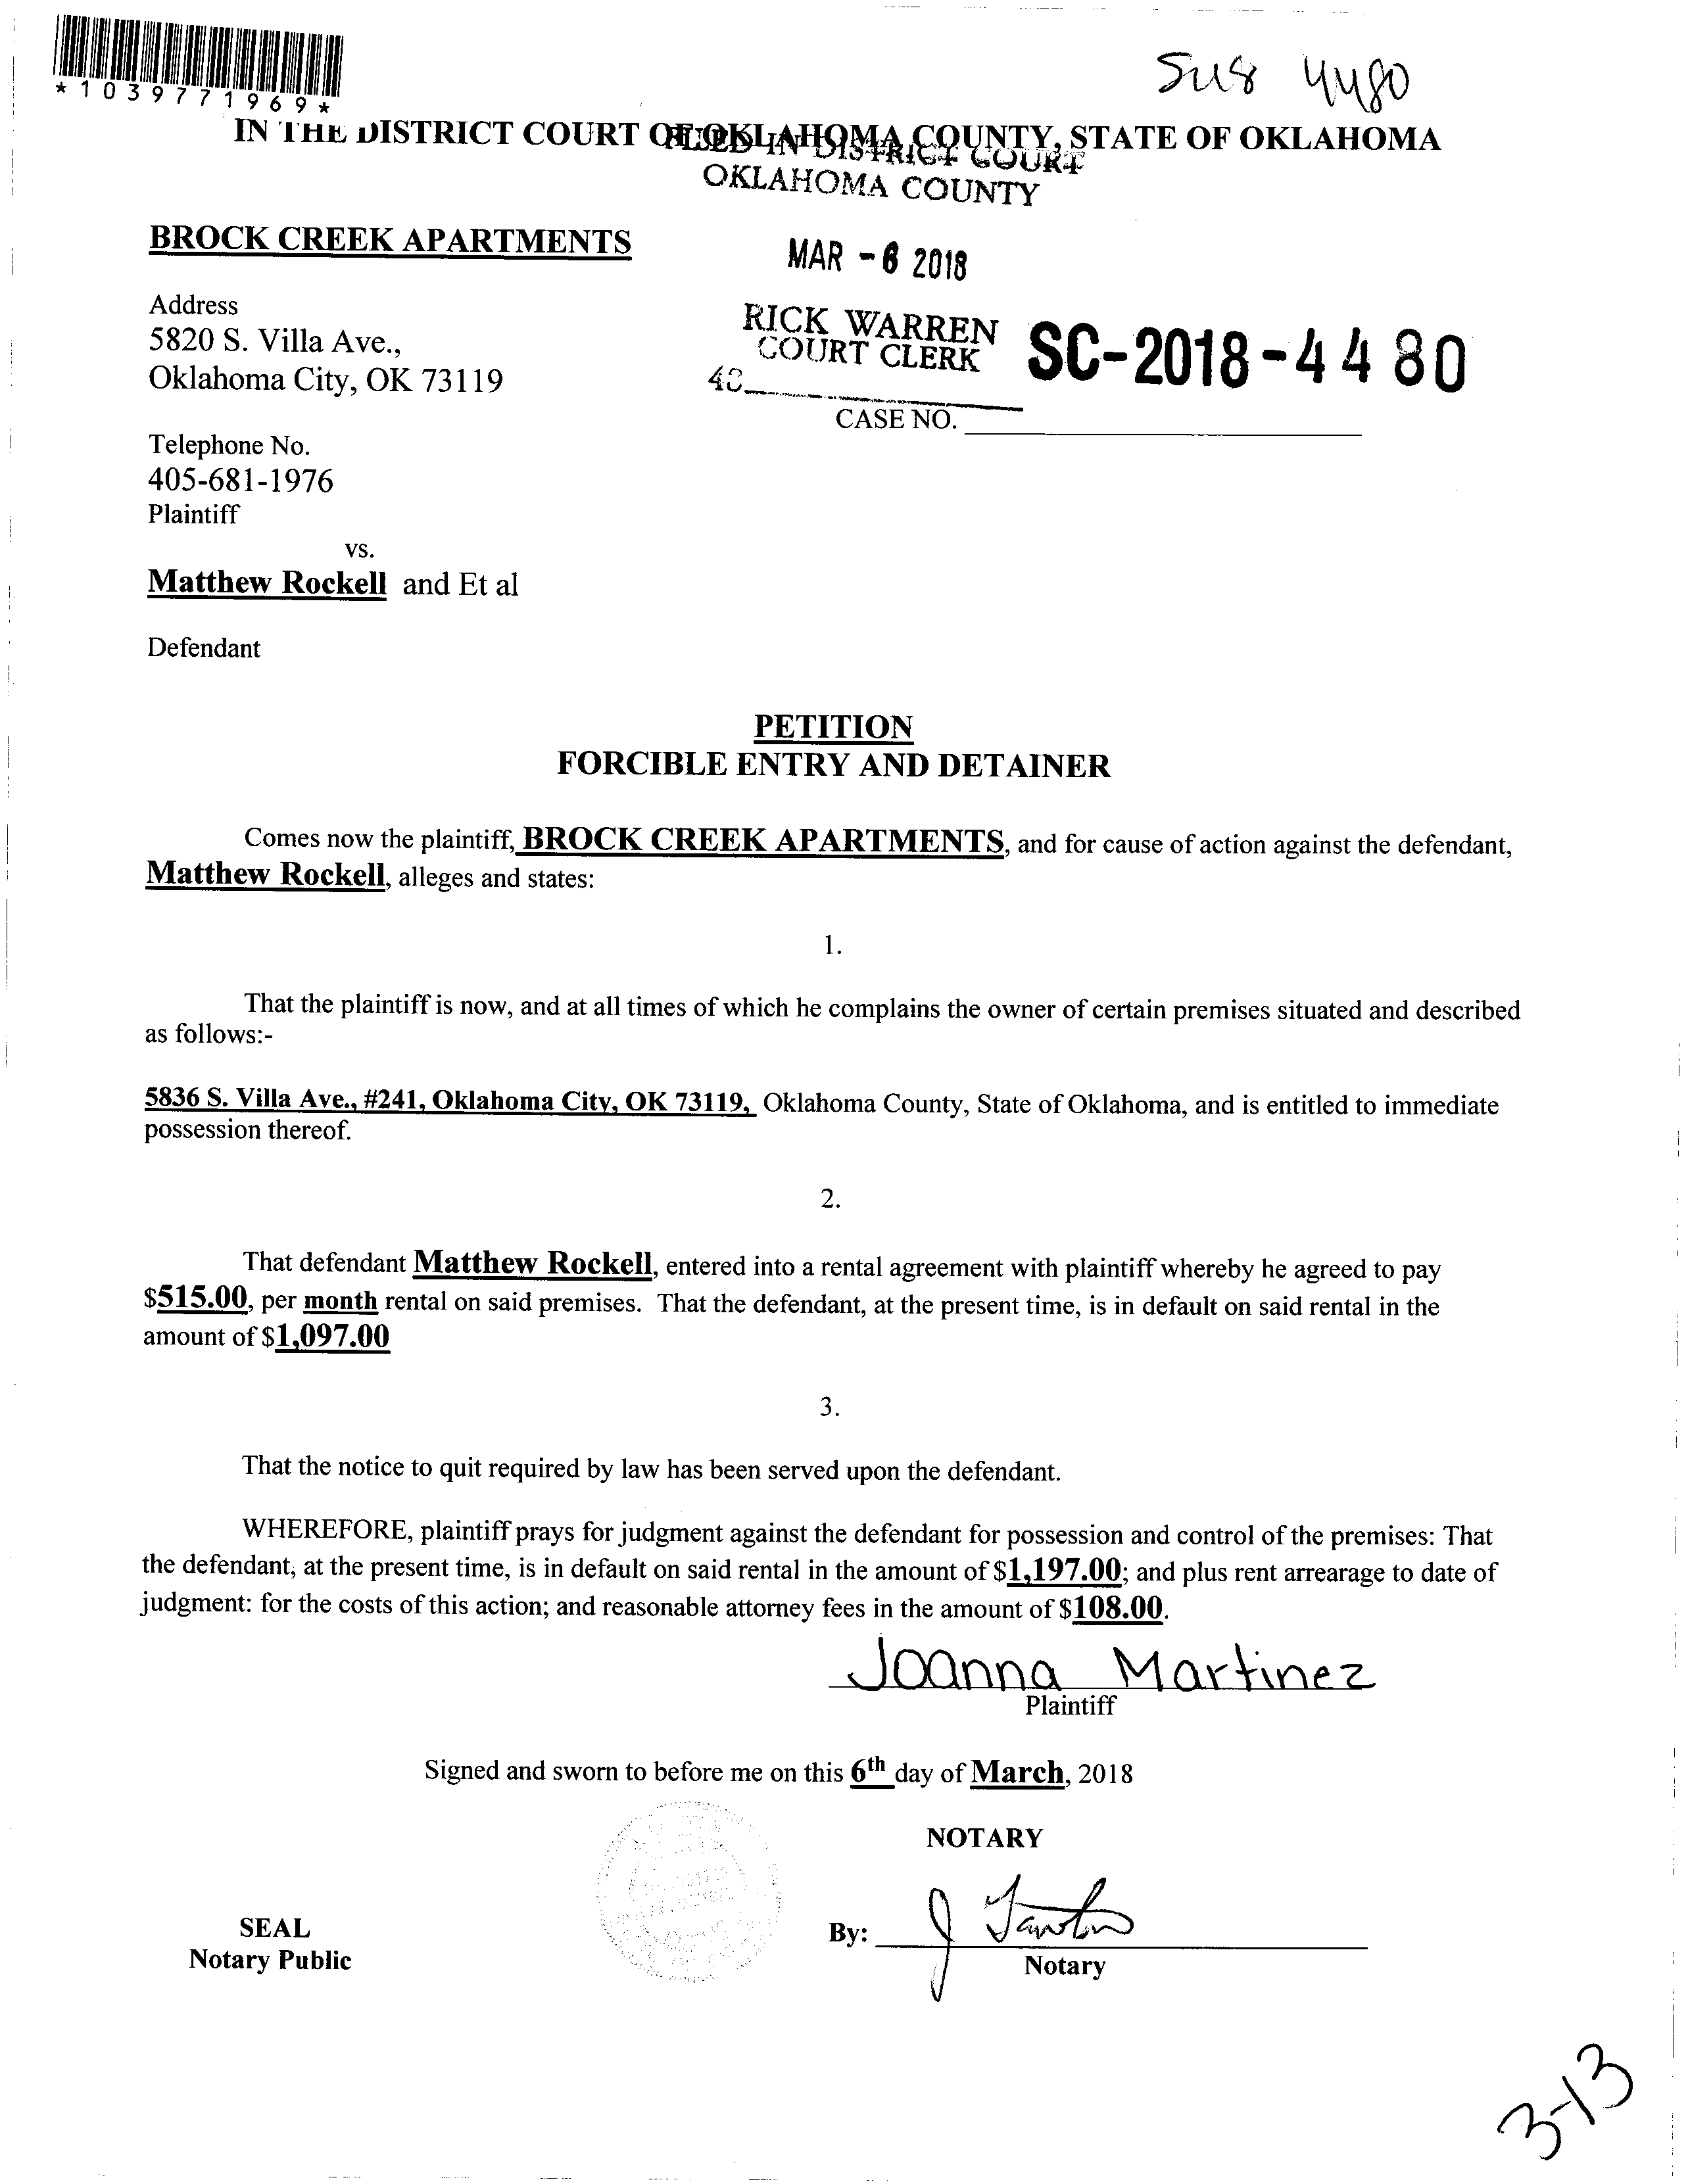 *1039771969*
SC18 4480
IN THE DISTRICT COURT OF OKLAHOMA COUNTY, STATE OF OKLAHOMA
FILED IN DISTRICT COURT
OKLAHOMA COUNTY
BROCK CREEK APARTMENTS
MAR -6 2018
Address
5820 S. Villa Ave.,
Oklahoma City, OK 73119
RICK WARREN
COURT CLERK
SC-2018-4480
CASE NO.
Telephone No.
405-681-1976
Plaintiff
vs.
Matthew Rockell and Et al
Defendant
PETITION
FORCIBLE ENTRY AND DETAINER
Comes now the plaintiff, BROCK CREEK APARTMENTS, and for cause of action against the defendant,
Matthew Rockell, alleges and states:
1.
That the plaintiff is now, and at all times of which he complains the owner of certain premises situated and described
as follows:-
5836 S. Villa Ave., #241, Oklahoma City, OK 73119, Oklahoma County, State of Oklahoma, and is entitled to immediate
possession thereof.
2.
That defendant Matthew Rockell, entered into a rental agreement with plaintiff whereby he agreed to pay
$515.00, per month rental on said premises. That the defendant, at the present time, is in default on said rental in the
amount of $1,097.00
3.
That the notice to quit required by law has been served upon the defendant.
WHEREFORE, plaintiff prays for judgment against the defendant for possession and control of the premises: That
the defendant, at the present time, is in default on said rental in the amount of $1,197.00; and plus rent arrearage to date of
judgment: for the costs of this action; and reasonable attorney fees in the amount of $108.00.
Joanna Martinez
Plaintiff
Signed and sworn to before me on this 6th day of March, 2018
NOTARY
SEAL
Notary Public
By:
Notary
3-13